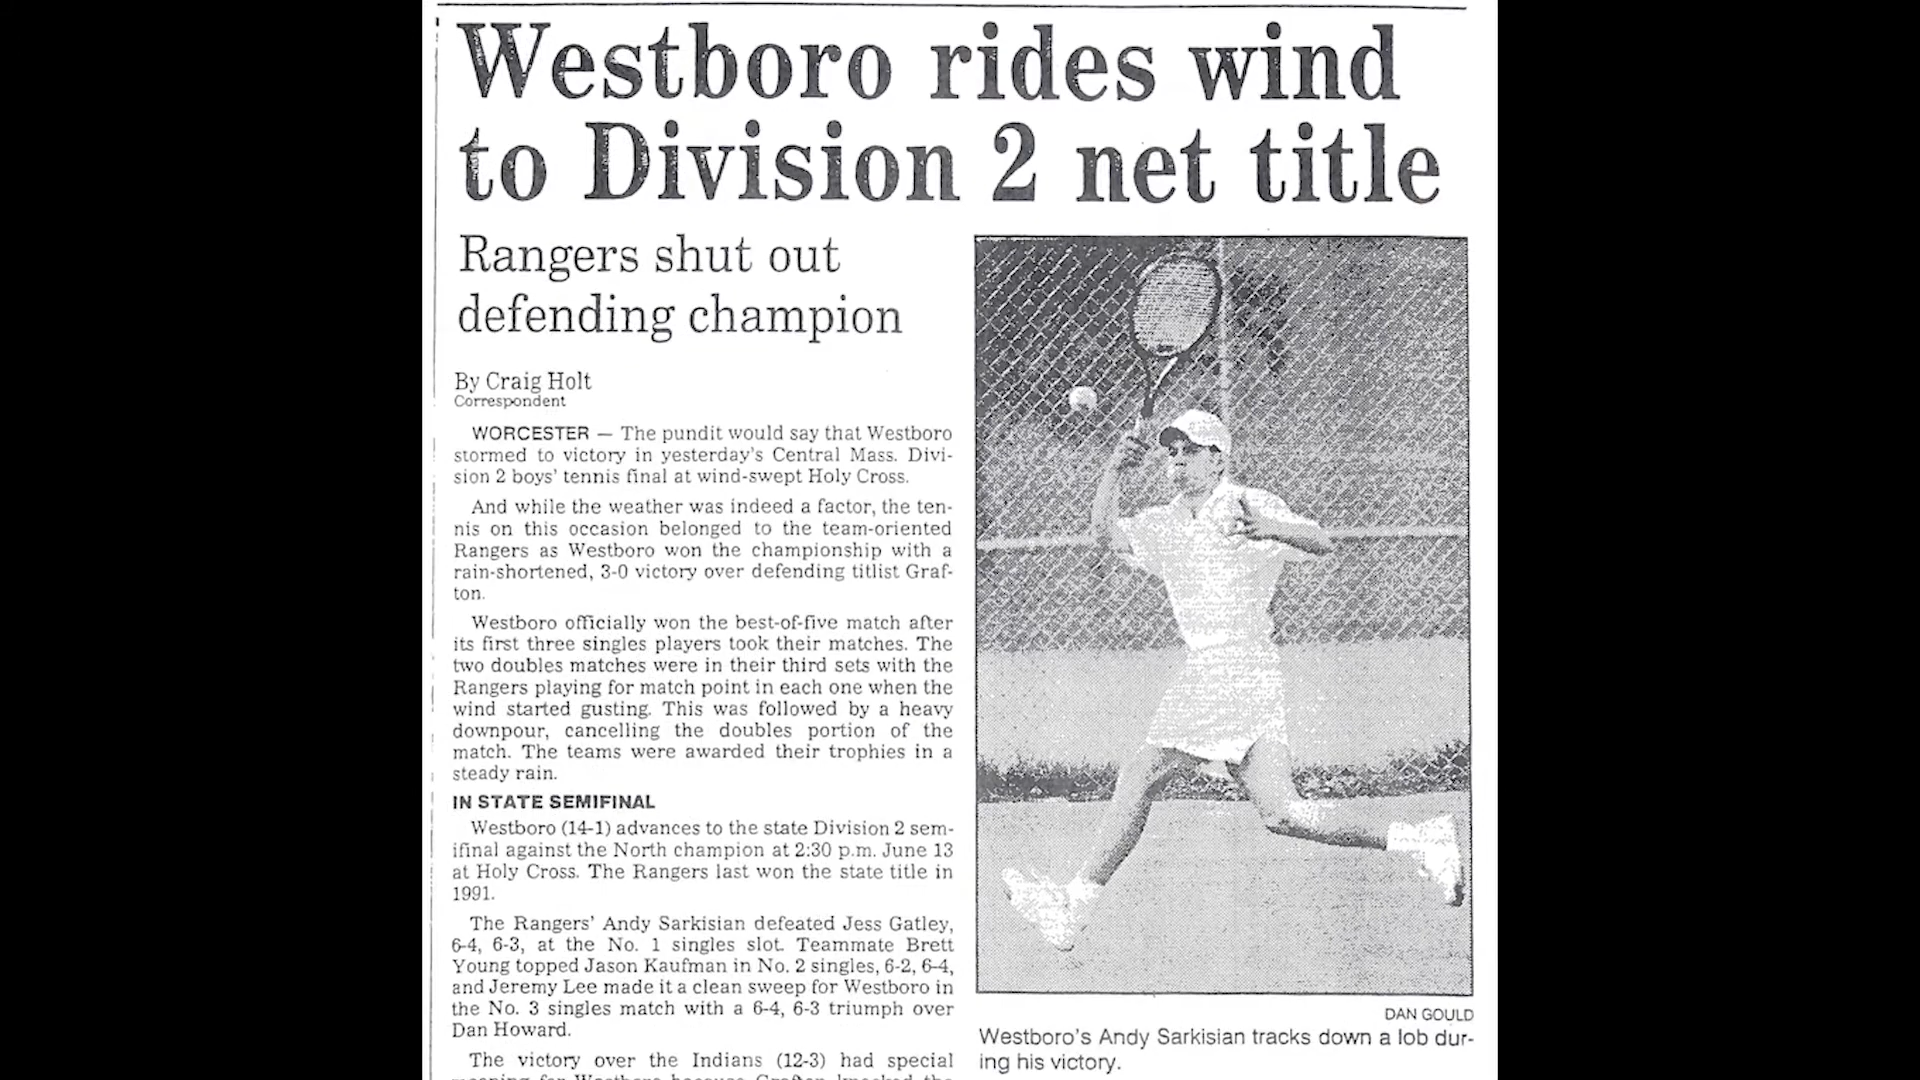 Westboro rides wind
to Division 2 net title
Rangers shut out
defending champion
By Craig Holt
Correspondent
WORCESTER — The pundit would say that Westboro
stormed to victory in yesterday's Central Mass. Divi-
sion 2 boys' tennis final at wind-swept Holy Cross.
And while the weather was indeed a factor, the ten-
nis on this occasion belonged to the team-oriented
Rangers as Westboro won the championship with a
rain-shortened, 3-0 victory over defending titlist Graf-
ton.
Westboro officially won the best-of-five match after
its first three singles players took their matches. The
two doubles matches were in their third sets with the
Rangers playing for match point in each one when the
wind started gusting. This was followed by a heavy
downpour, cancelling the doubles portion of the
match. The teams were awarded their trophies in a
steady rain.
IN STATE SEMIFINAL
Westboro (14-1) advances to the state Division 2 sem-
ifinal against the North champion at 2:30 p.m. June 13
at Holy Cross. The Rangers last won the state title in
1991.
The Rangers' Andy Sarkisian defeated Jess Gatley,
6-4, 6-3, at the No. 1 singles slot. Teammate Brett
Young topped Jason Kaufman in No. 2 singles, 6-2, 6-4,
and Jeremy Lee made it a clean sweep for Westboro in
the No. 3 singles match with a 6-4, 6-3 triumph over
Dan Howard.
The victory over the Indians (12-3) had special
DAN GOULD
Westboro's Andy Sarkisian tracks down a lob dur-
ing his victory.